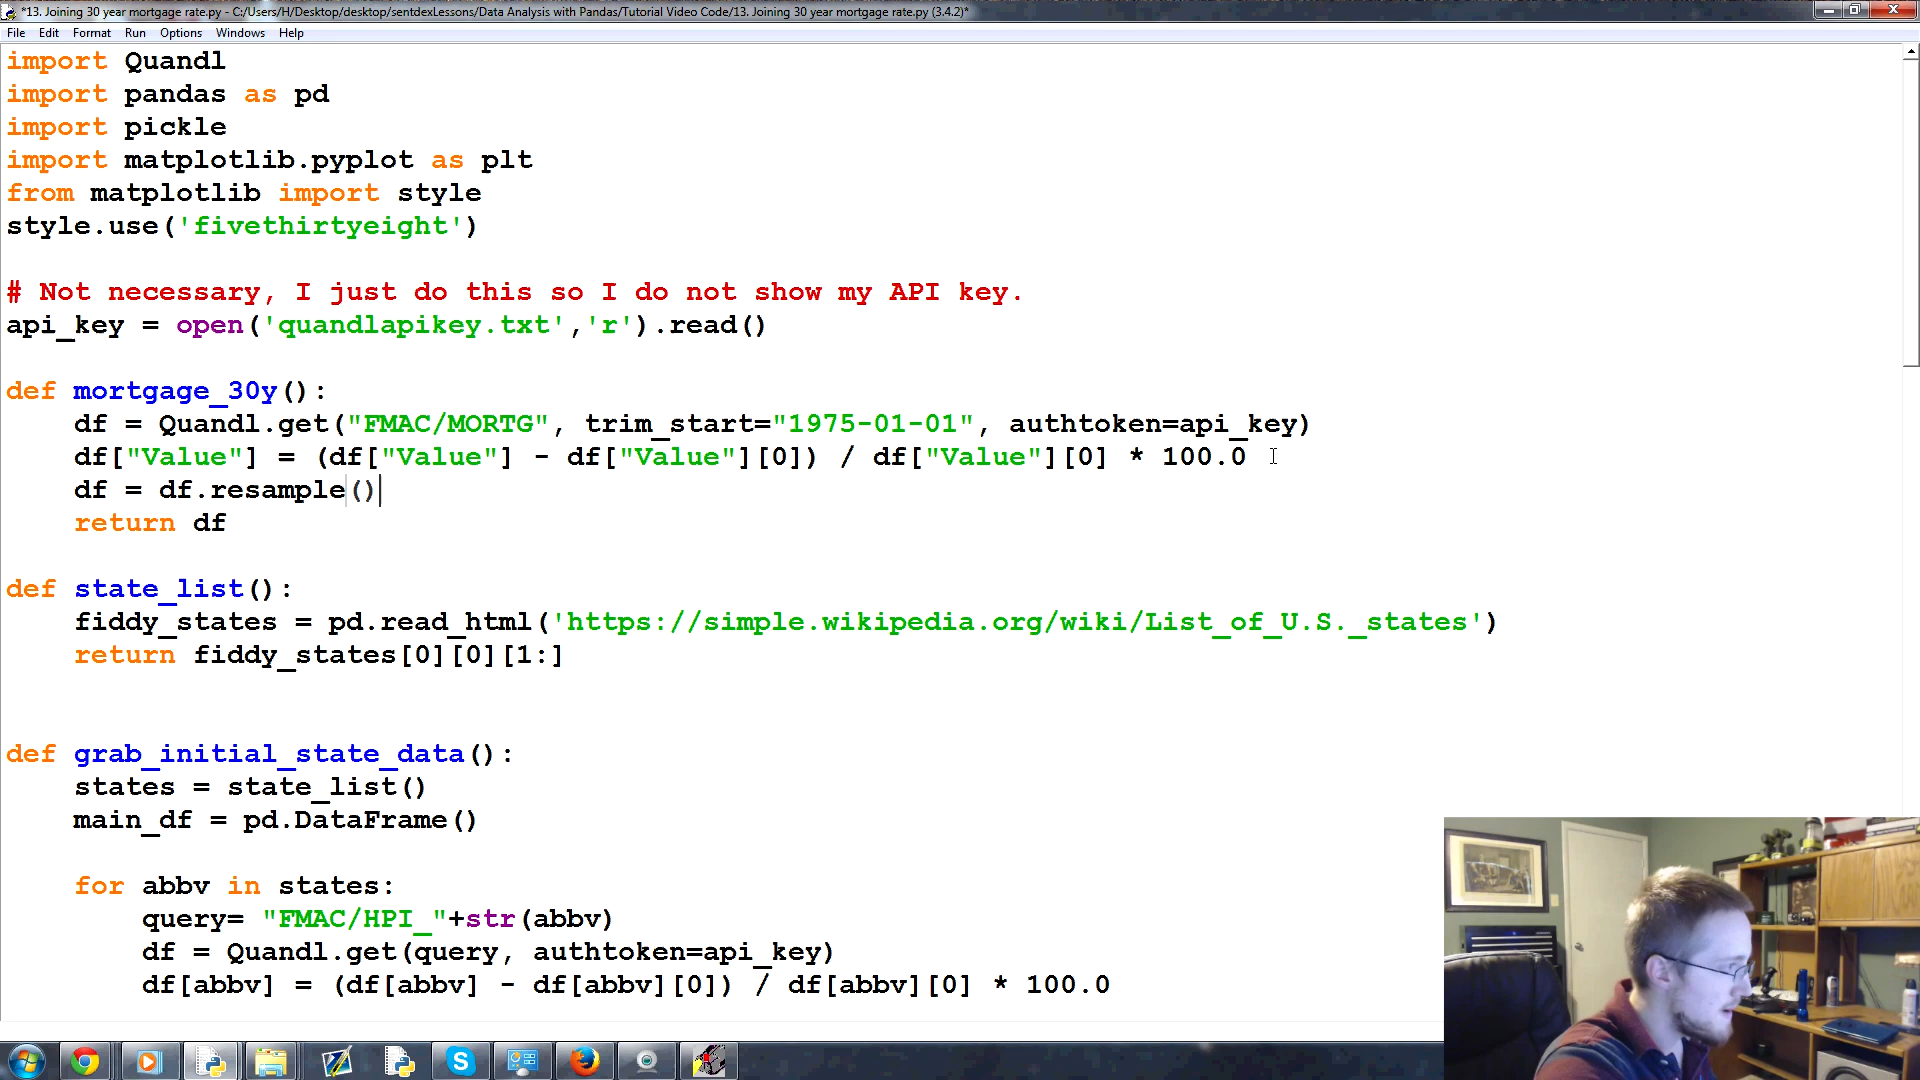 *13. Joining 30 year mortgage rate.py - C:/Users/H/Desktop/desktop/sentdexLessons/Data Analysis with Pandas/Tutorial Video Code/13. Joining 30 year mortgage rate.py (3.4.2)*
File Edit Format Run Options Windows Help
import Quandl
import pandas as pd
import pickle
import matplotlib.pyplot as plt
from matplotlib import style
style.use('fivethirtyeight')
# Not necessary, I just do this so I do not show my API key.
api_key = open('quandlapikey.txt','r').read()
def mortgage_30y():
df = Quandl.get("FMAC/MORTG", trim_start="1975-01-01", authtoken=api_key)
df["Value"] = (df["Value"] - df["Value"][0]) / df["Value"][0] * 100.0
df = df.resample()
return df
def state_list():
fiddy_states = pd.read_html('https://simple.wikipedia.org/wiki/List_of_U.S._states')
return fiddy_states[0][0][1:]
def grab_initial_state_data():
states = state_list()
main_df = pd.DataFrame()
for abbv in states:
query= "FMAC/HPI_"+str(abbv)
df = Quandl.get(query, authtoken=api_key)
df[abbv] = (df[abbv] - df[abbv][0]) / df[abbv][0] * 100.0